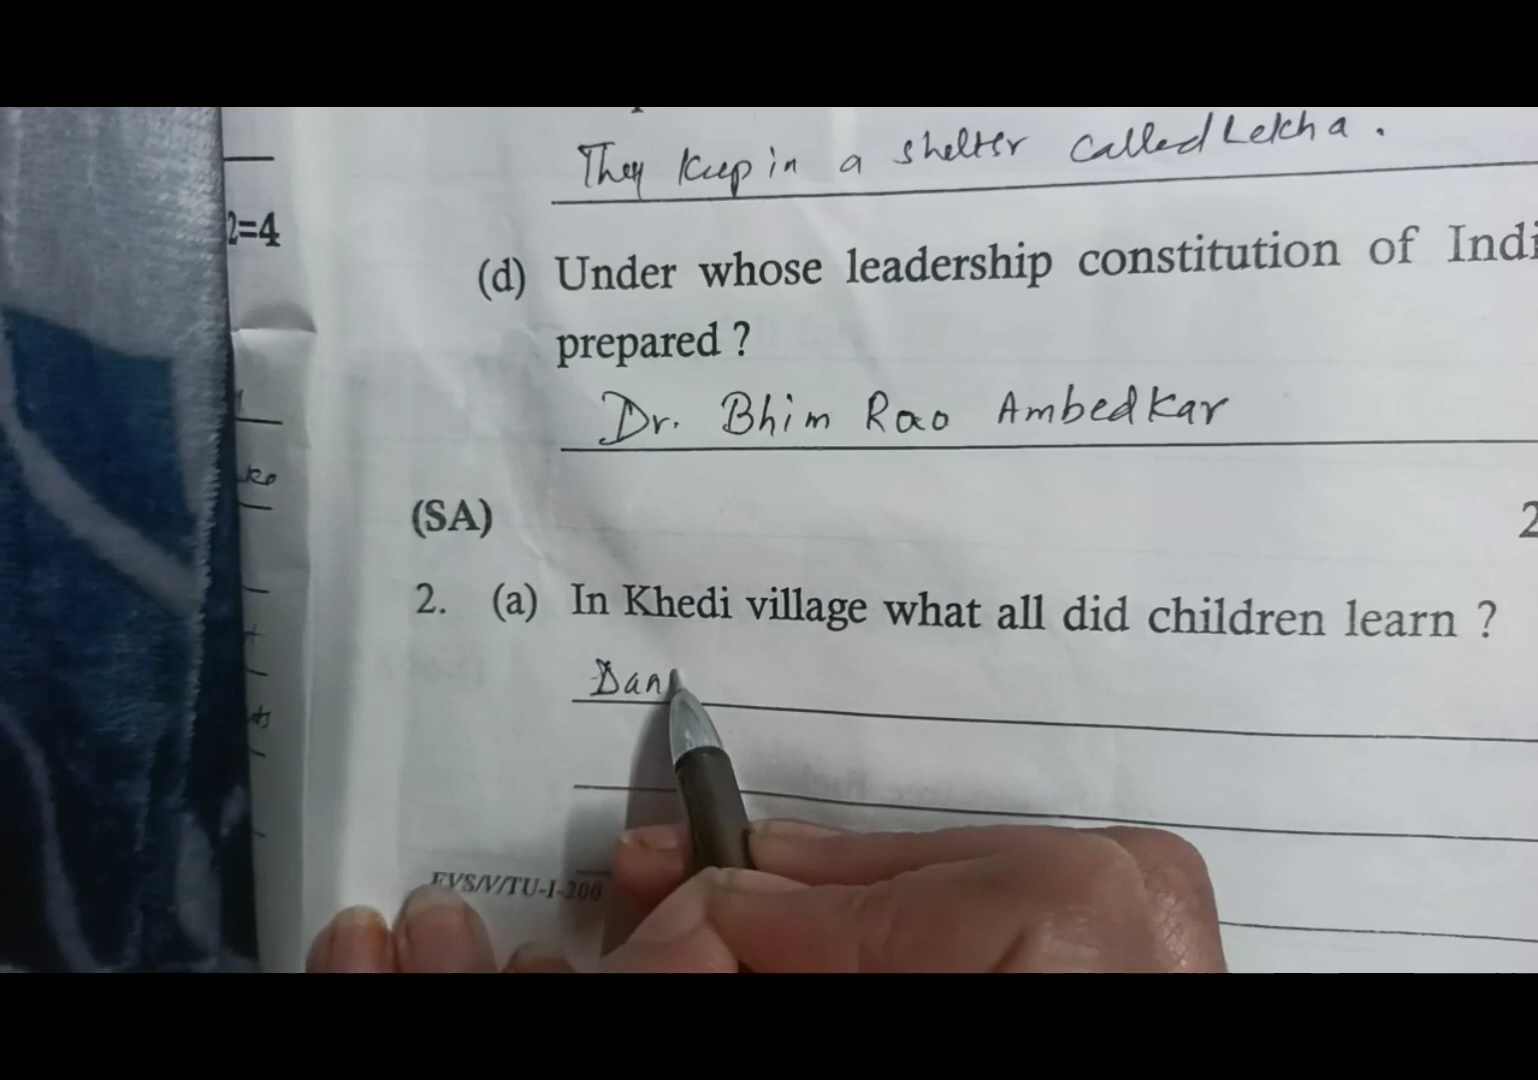 They keep in a shelter called Lekha.
2=4
(d) Under whose leadership constitution of Indi
prepared ?
Dr. Bhim Rao Ambedkar
(SA)
2
2. (a) In Khedi village what all did children learn ?
Dan
EVS/V/TU-I-200